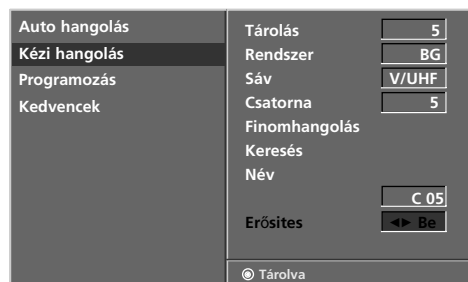 Auto hangolás
Kézi hangolás
Programozás
Kedvencek
Tárolás 5
Rendszer BG
Sáv V/UHF
Csatorna 5
Finomhangolás
Keresés
Név
C 05
Erősites ◄► Be
◉ Tárolva